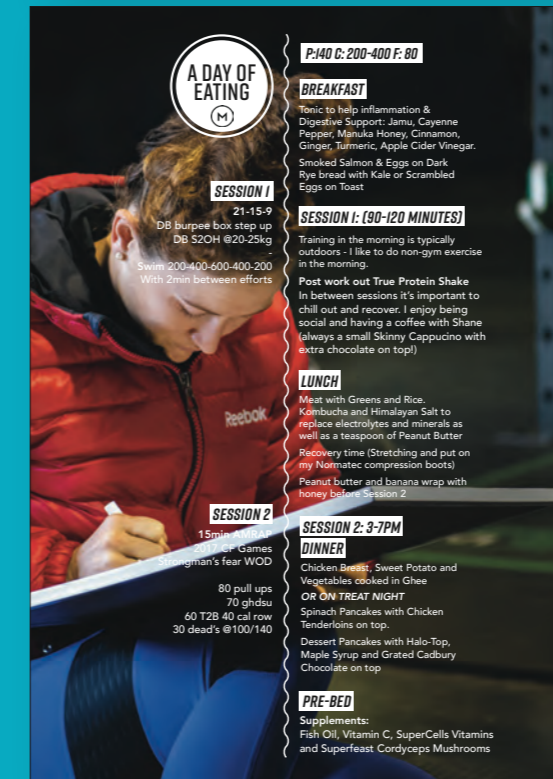 A DAY OF
EATING
M
SESSION 1
21-15-9
DB burpee box step up
DB S2OH @20-25kg
-
Swim 200-400-600-400-200
With 2min between efforts
Reebok
SESSION 2
15min AMRAP
2017 CF Games
Strongman's fear WOD
80 pull ups
70 ghdsu
60 T2B 40 cal row
30 dead's @100/140
P:140 C: 200-400 F: 80
BREAKFAST
Tonic to help inflammation &
Digestive Support: Jamu, Cayenne
Pepper, Manuka Honey, Cinnamon,
Ginger, Turmeric, Apple Cider Vinegar.
Smoked Salmon & Eggs on Dark
Rye bread with Kale or Scrambled
Eggs on Toast
SESSION 1: (90-120 MINUTES)
Training in the morning is typically
outdoors - I like to do non-gym exercise
in the morning.
Post work out True Protein Shake
In between sessions it's important to
chill out and recover. I enjoy being
social and having a coffee with Shane
(always a small Skinny Cappucino with
extra chocolate on top!)
LUNCH
Meat with Greens and Rice.
Kombucha and Himalayan Salt to
replace electrolytes and minerals as
well as a teaspoon of Peanut Butter
Recovery time (Stretching and put on
my Normatec compression boots)
Peanut butter and banana wrap with
honey before Session 2
SESSION 2: 3-7PM
DINNER
Chicken Breast, Sweet Potato and
Vegetables cooked in Ghee
OR ON TREAT NIGHT
Spinach Pancakes with Chicken
Tenderloins on top.
Dessert Pancakes with Halo-Top,
Maple Syrup and Grated Cadbury
Chocolate on top
PRE-BED
Supplements:
Fish Oil, Vitamin C, SuperCells Vitamins
and Superfeast Cordyceps Mushrooms